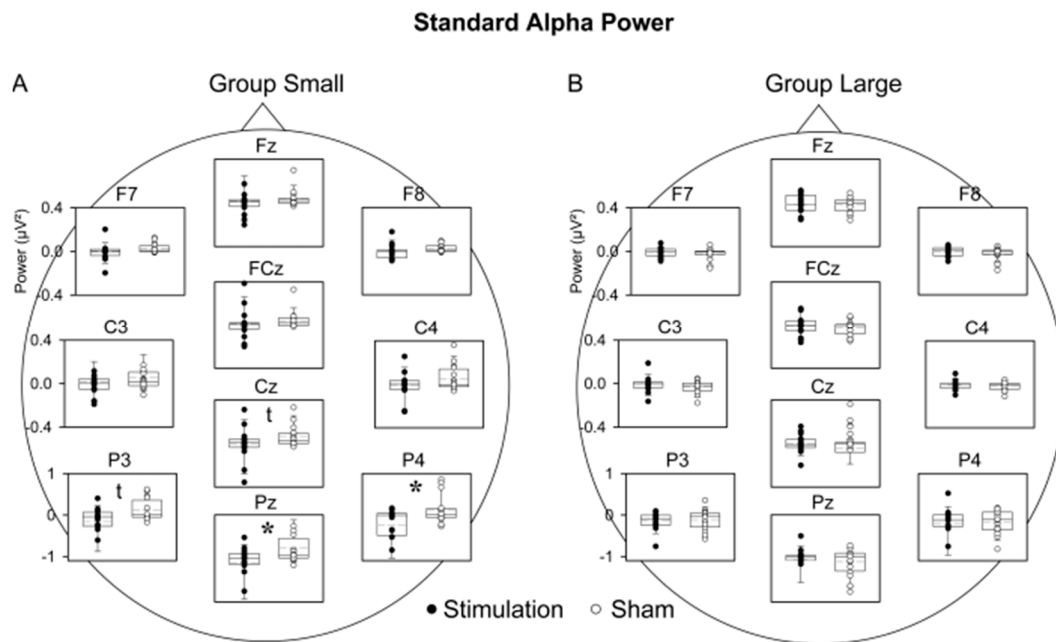 Standard Alpha Power
A
Group Small
Fz
F7
F8
0.4
Power (µV²)
0.0
-0.4
FCz
C3
C4
0.4
0.0
-0.4
Cz
t
P3
P4
1
t
*
0
Pz
*
-1
B
Group Large
Fz
F7
F8
0.4
Power (µV²)
0.0
-0.4
FCz
C3
C4
0.4
0.0
-0.4
Cz
P3
P4
1
0
Pz
-1
Stimulation
Sham